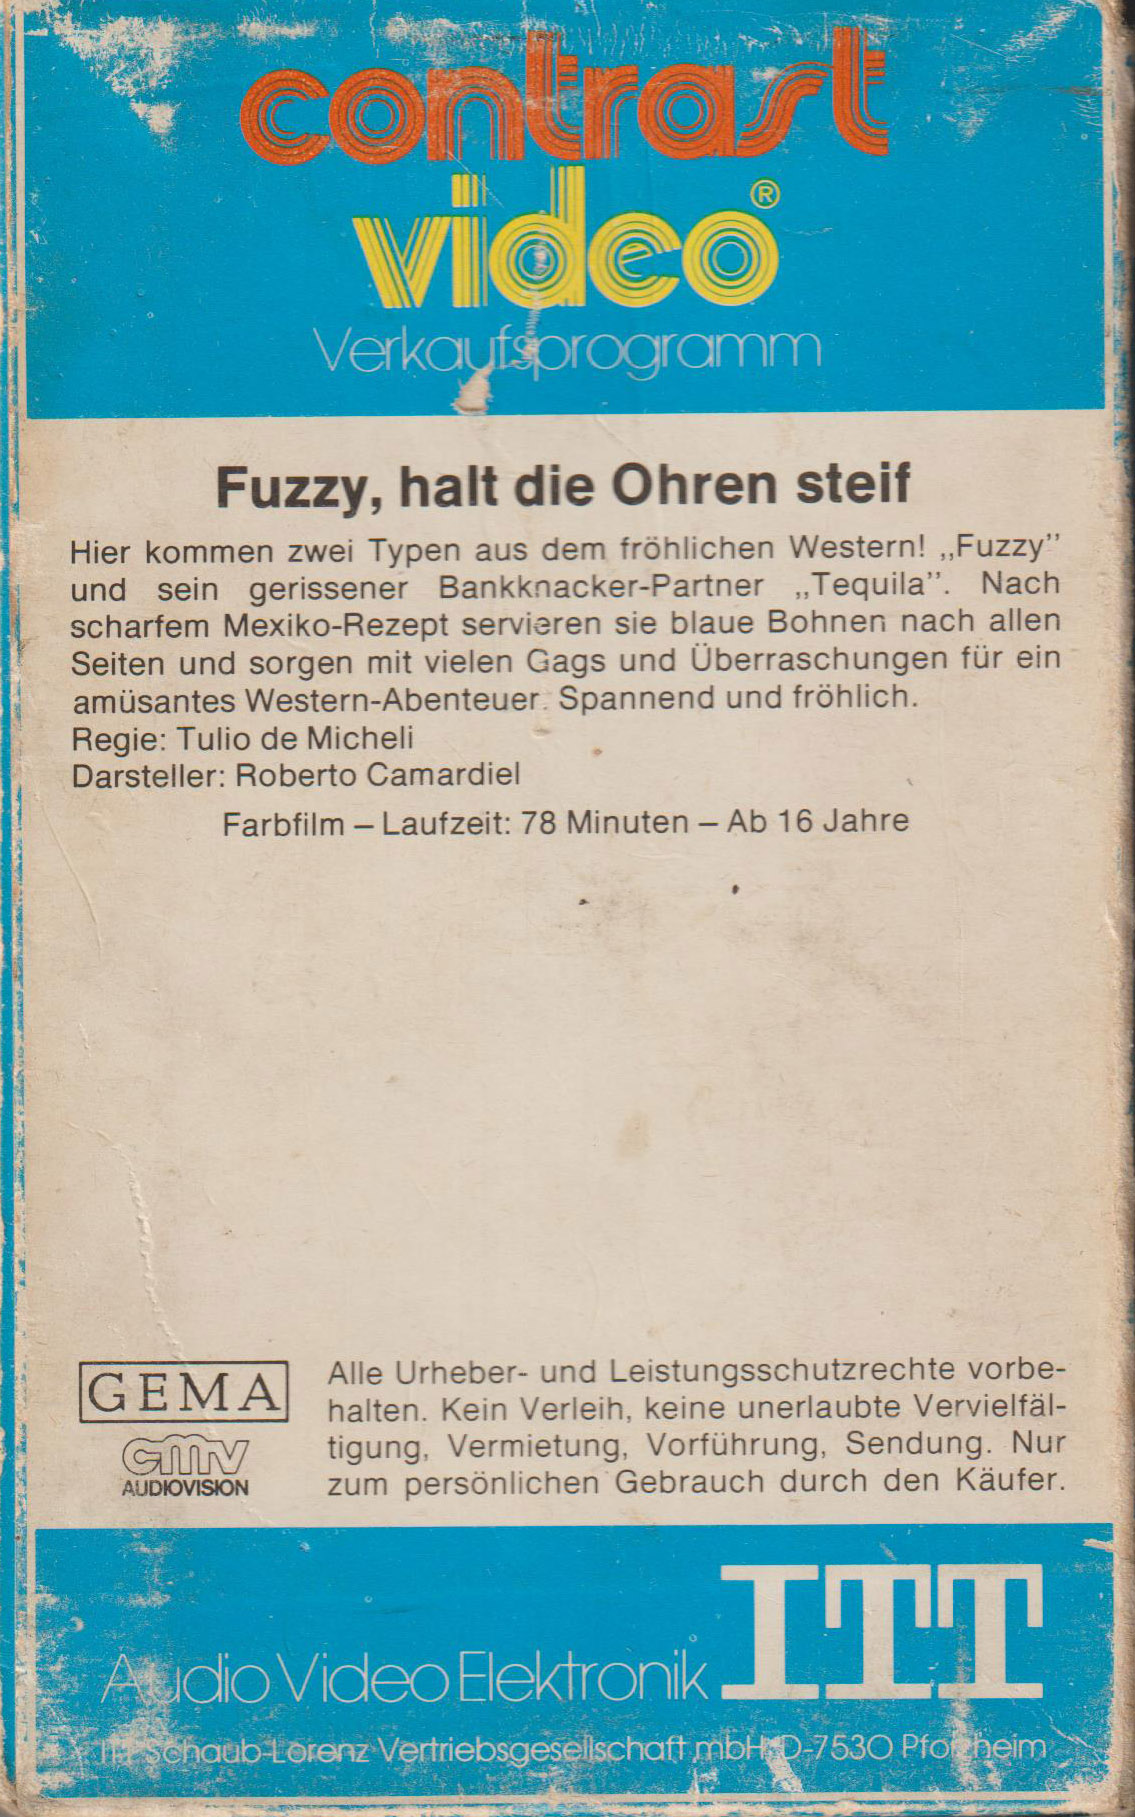 contrast
video®
Verkaufsprogramm
Fuzzy, halt die Ohren steif
Hier kommen zwei Typen aus dem fröhlichen Western! „Fuzzy”
und sein gerissener Bankknacker-Partner „Tequila”. Nach
scharfem Mexiko-Rezept servieren sie blaue Bohnen nach allen
Seiten und sorgen mit vielen Gags und Überraschungen für ein
amüsantes Western-Abenteuer. Spannend und fröhlich.
Regie: Tulio de Micheli
Darsteller: Roberto Camardiel
Farbfilm – Laufzeit: 78 Minuten – Ab 16 Jahre
GEMA
cmv
AUDIOVISION
Alle Urheber- und Leistungsschutzrechte vorbe-
halten. Kein Verleih, keine unerlaubte Vervielfäl-
tigung, Vermietung, Vorführung, Sendung. Nur
zum persönlichen Gebrauch durch den Käufer.
Audio Video Elektronik ITT
ITT Schaub-Lorenz Vertriebsgesellschaft mbH, D-7530 Pforzheim